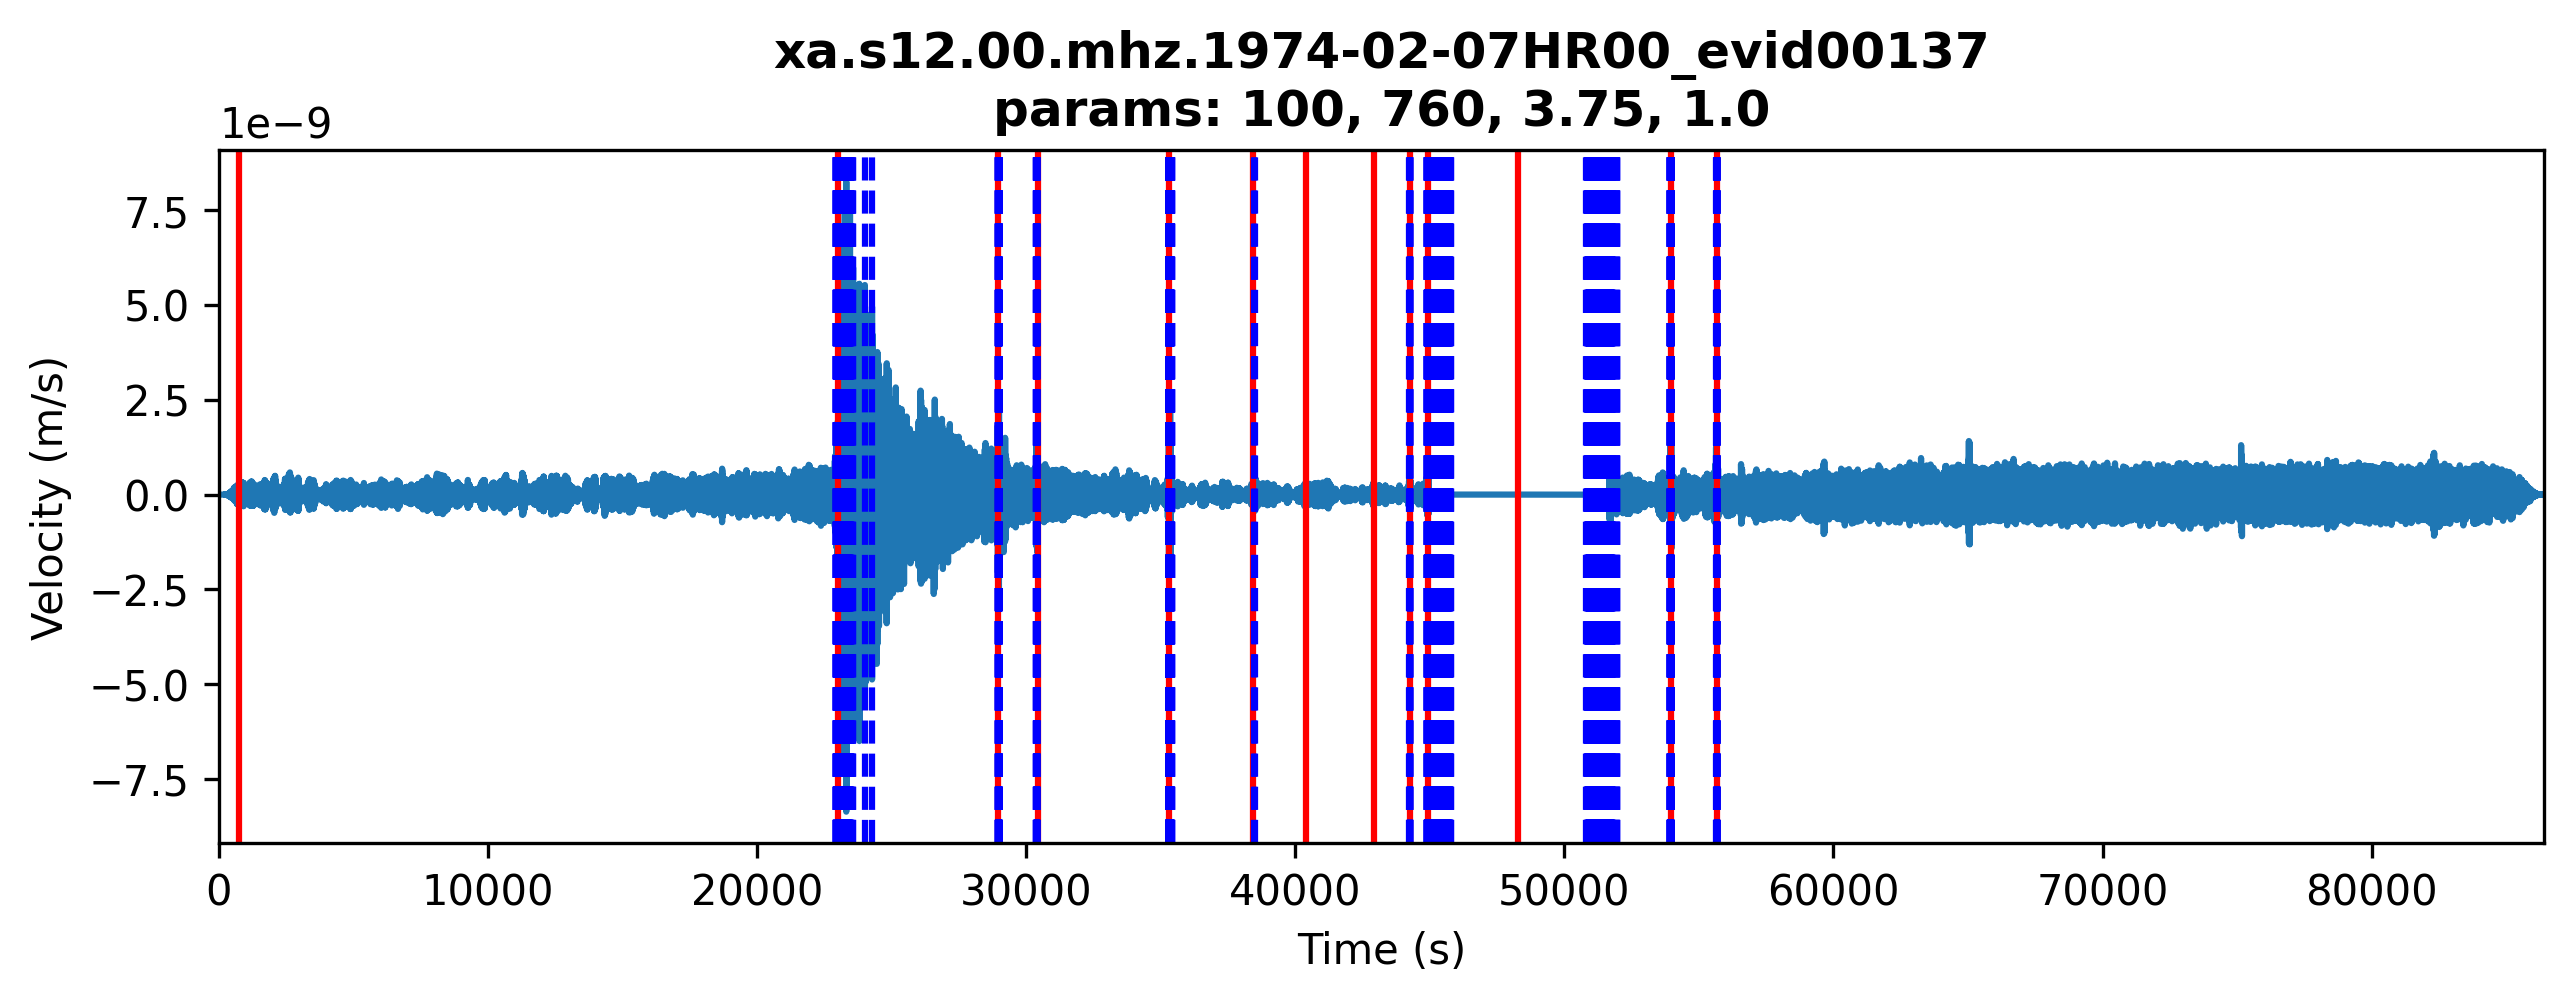 xa.s12.00.mhz.1974-02-07HR00_evid00137
params: 100, 760, 3.75, 1.0
1e−9
7.5
5.0
2.5
0.0
−2.5
−5.0
−7.5
Velocity (m/s)
0 10000 20000 30000 40000 50000 60000 70000 80000
Time (s)